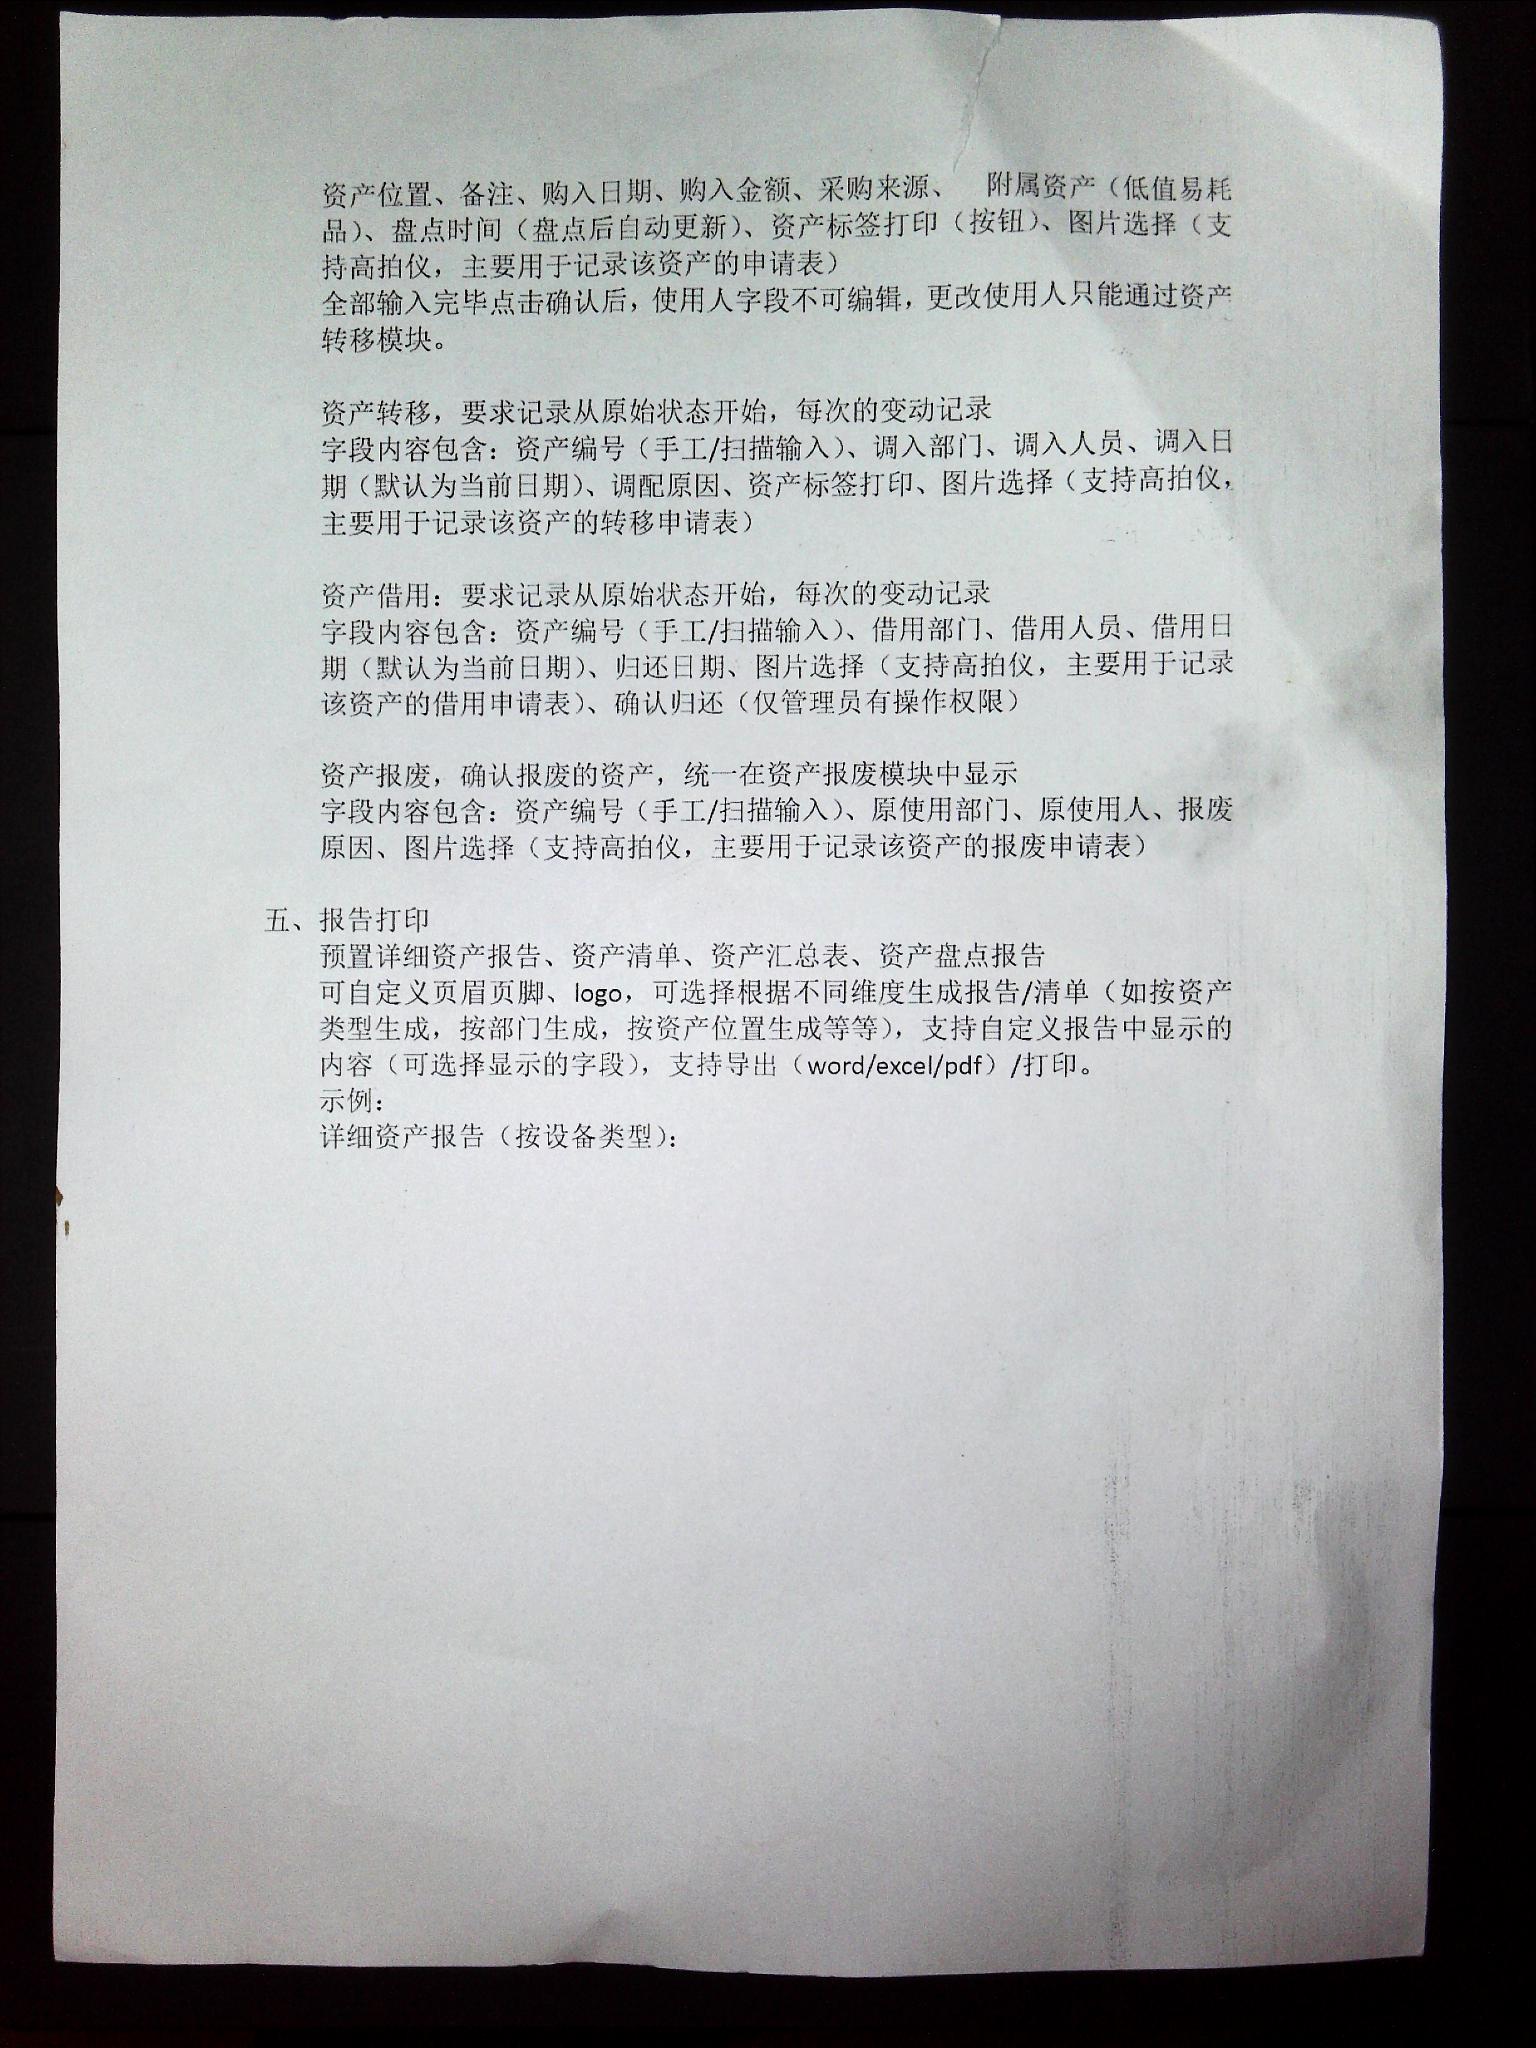 资产位置、备注、购入日期、购入金额、采购来源、 附属资产（低值易耗
品）、盘点时间（盘点后自动更新）、资产标签打印（按钮）、图片选择（支
持高拍仪，主要用于记录该资产的申请表）
全部输入完毕点击确认后，使用人字段不可编辑，更改使用人只能通过资产
转移模块。
资产转移，要求记录从原始状态开始，每次的变动记录
字段内容包含：资产编号（手工/扫描输入）、调入部门、调入人员、调入日
期（默认为当前日期）、调配原因、资产标签打印、图片选择（支持高拍仪，
主要用于记录该资产的转移申请表）
资产借用：要求记录从原始状态开始，每次的变动记录
字段内容包含：资产编号（手工/扫描输入）、借用部门、借用人员、借用日
期（默认为当前日期）、归还日期、图片选择（支持高拍仪，主要用于记录
该资产的借用申请表）、确认归还（仅管理员有操作权限）
资产报废，确认报废的资产，统一在资产报废模块中显示
字段内容包含：资产编号（手工/扫描输入）、原使用部门、原使用人、报废
原因、图片选择（支持高拍仪，主要用于记录该资产的报废申请表）
五、报告打印
预置详细资产报告、资产清单、资产汇总表、资产盘点报告
可自定义页眉页脚、logo，可选择根据不同维度生成报告/清单（如按资产
类型生成，按部门生成，按资产位置生成等等），支持自定义报告中显示的
内容（可选择显示的字段），支持导出（word/excel/pdf）/打印。
示例：
详细资产报告（按设备类型）：